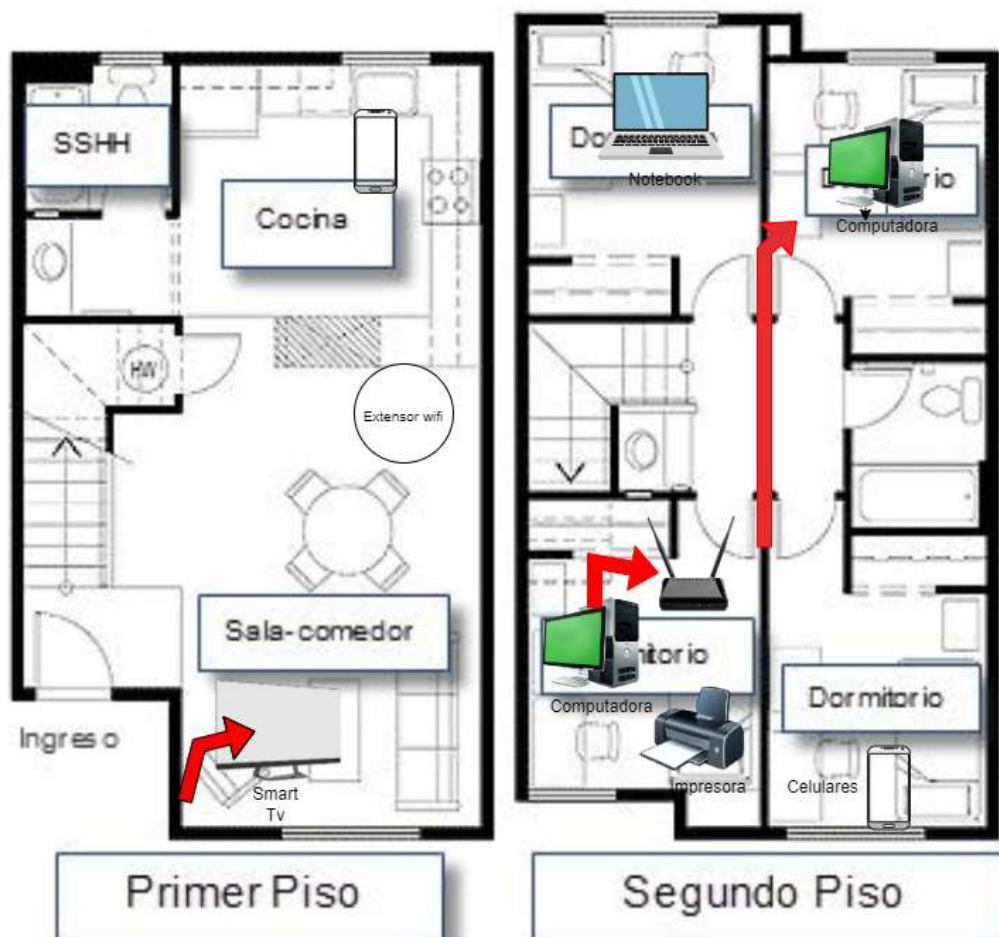 SSHH
Cocina
HW
Extensor wifi
Sala-comedor
Ingreso
Smart
Tv
Primer Piso
Notebook
Computadora
Computadora
Impresora
Dormitorio
Celulares
Segundo Piso